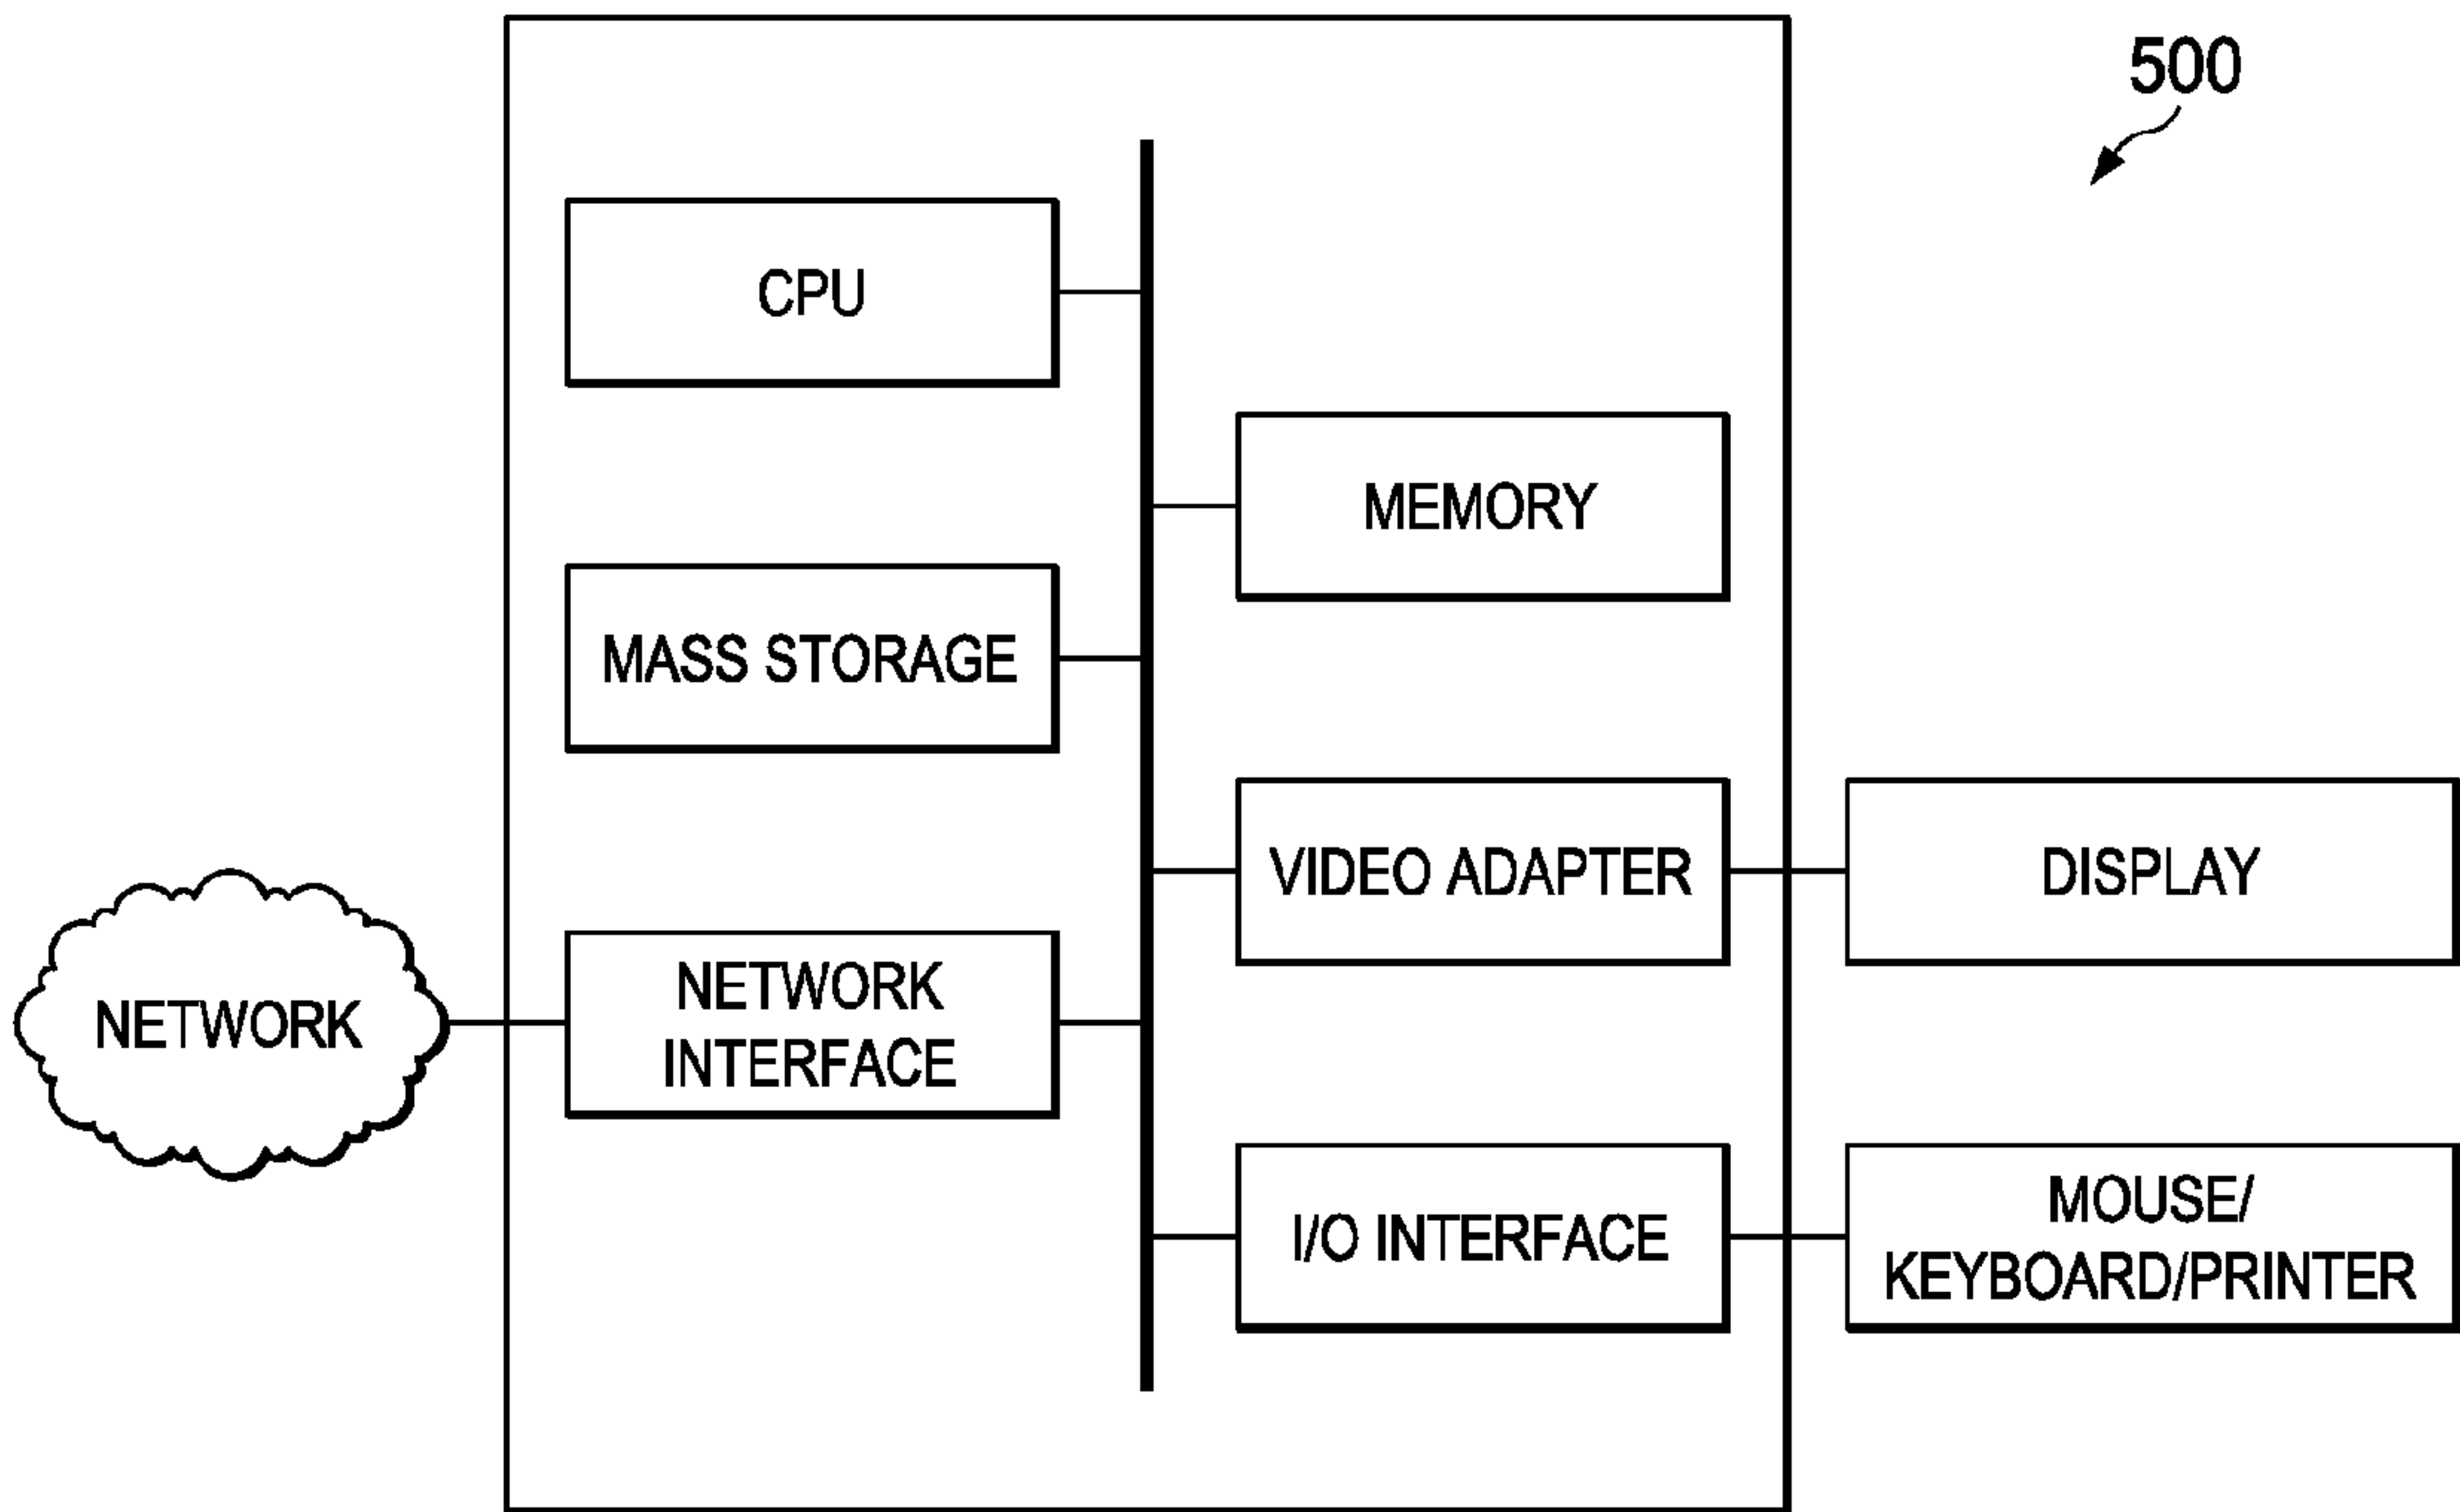 500
CPU
MEMORY
MASS STORAGE
VIDEO ADAPTER
DISPLAY
NETWORK
NETWORK
INTERFACE
I/O INTERFACE
MOUSE/
KEYBOARD/PRINTER